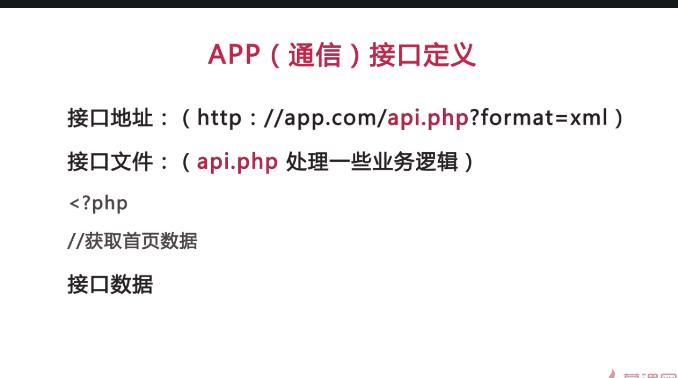 APP（通信）接口定义
接口地址：（http：//app.com/api.php?format=xml）
接口文件：（api.php 处理一些业务逻辑）
<?php
//获取首页数据
接口数据